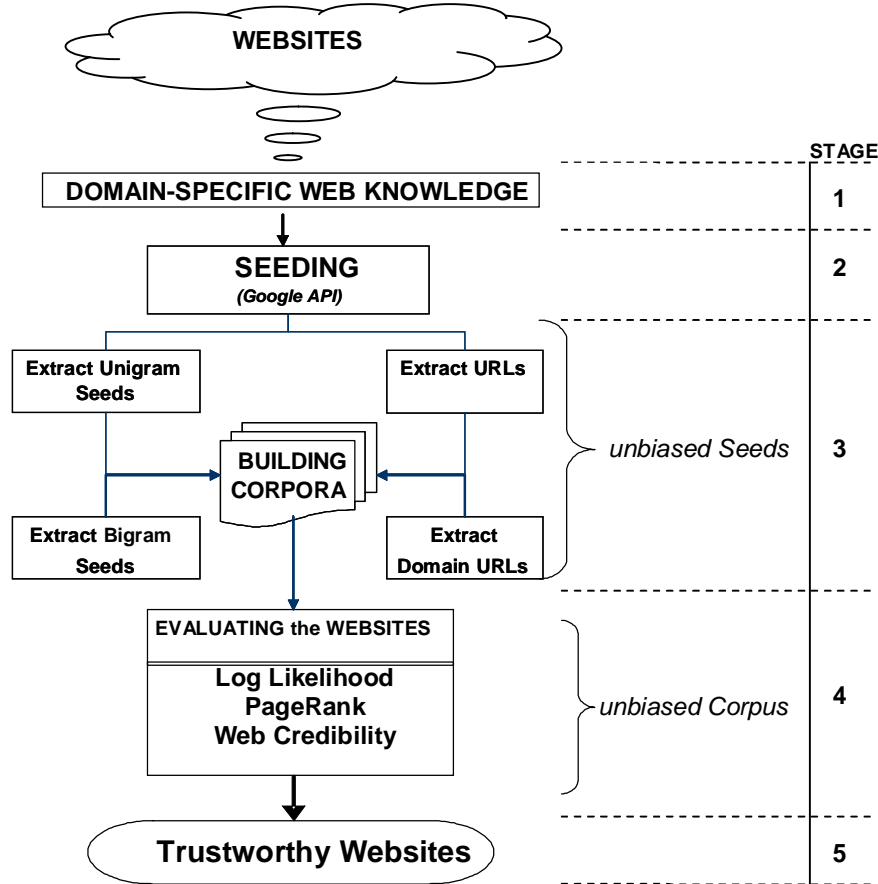 WEBSITES
STAGE
DOMAIN-SPECIFIC WEB KNOWLEDGE
1
SEEDING
(Google API)
2
Extract Unigram
Seeds
Extract URLs
BUILDING
CORPORA
unbiased Seeds
3
Extract Bigram
Seeds
Extract
Domain URLs
EVALUATING the WEBSITES
Log Likelihood
PageRank
Web Credibility
unbiased Corpus
4
Trustworthy Websites
5